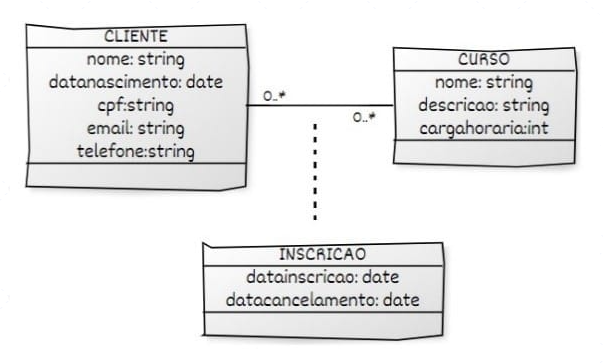 CLIENTE
nome: string
datanascimento: date
cpf:string
email: string
telefone:string
0..*
0..*
CURSO
nome: string
descricao: string
cargahoraria:int
INSCRICAO
datainscricao: date
datacancelamento: date